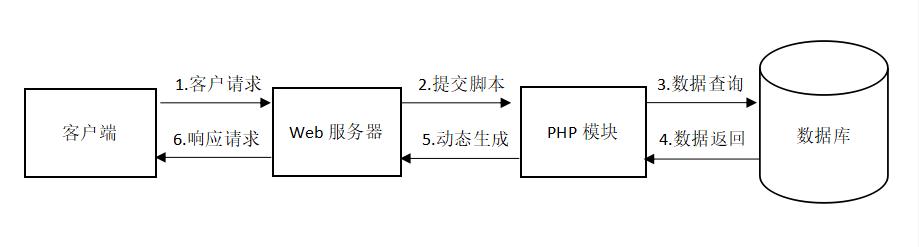 1.客户请求
2.提交脚本
3.数据查询
客户端
Web 服务器
PHP 模块
数据库
6.响应请求
5.动态生成
4.数据返回